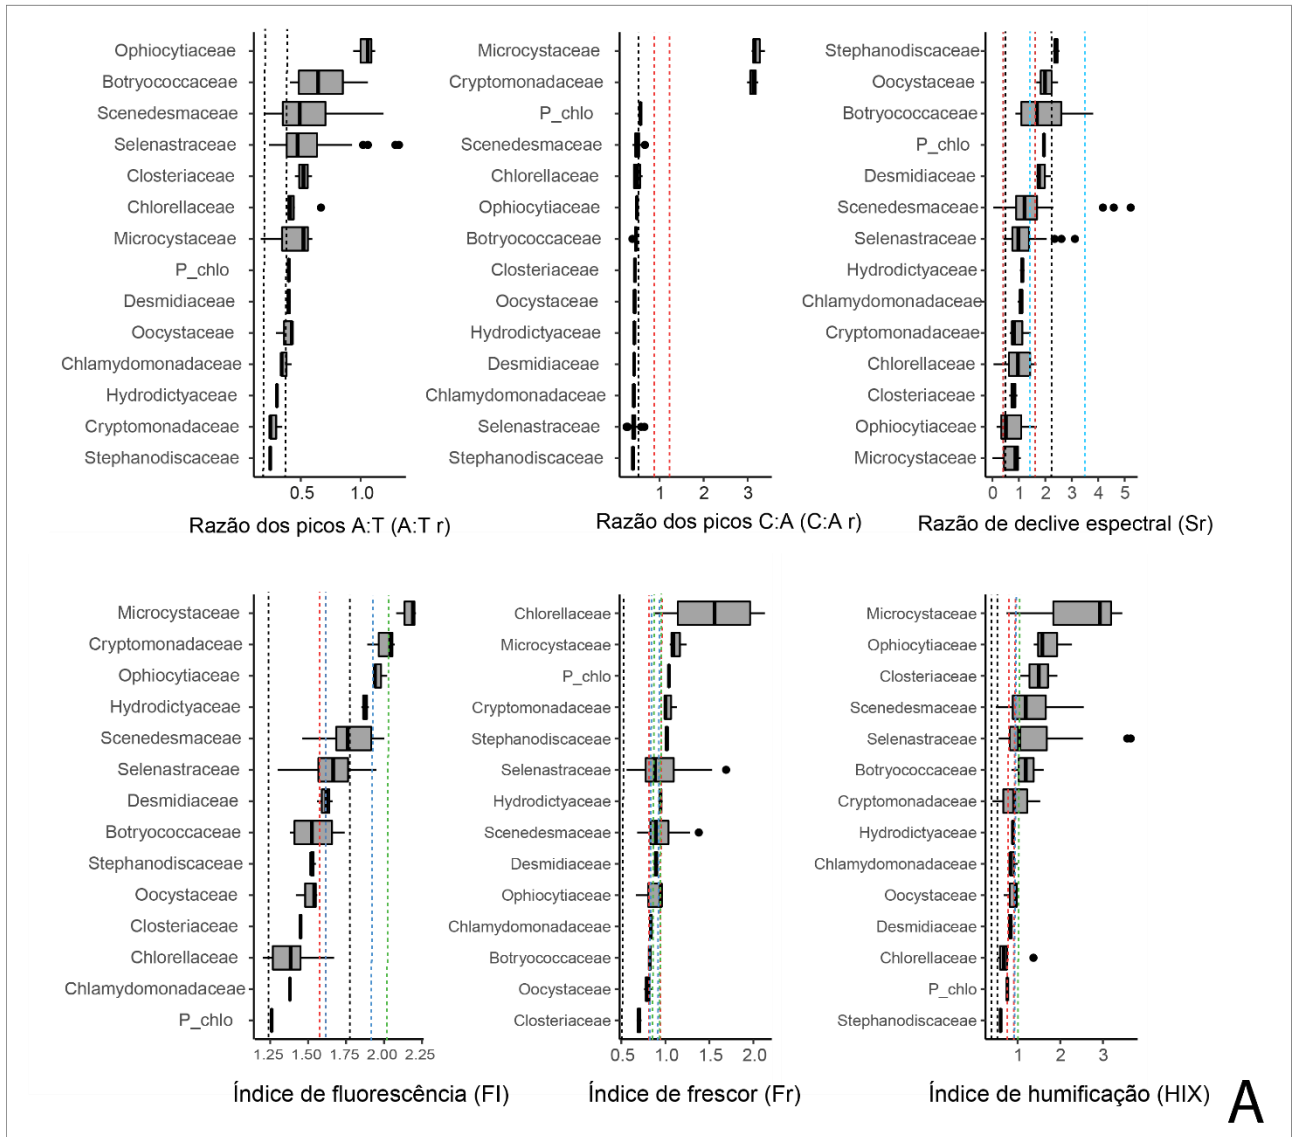 Ophiocytiaceae
Botryococcaceae
Scenedesmaceae
Selenastraceae
Closteriaceae
Chlorellaceae
Microcystaceae
P_chlo
Desmidiaceae
Oocystaceae
Chlamydomonadaceae
Hydrodictyaceae
Cryptomonadaceae
Stephanodiscaceae
0.5 1.0
Razão dos picos A:T (A:T r)
Microcystaceae
Cryptomonadaceae
P_chlo
Scenedesmaceae
Chlorellaceae
Ophiocytiaceae
Botryococcaceae
Closteriaceae
Oocystaceae
Hydrodictyaceae
Desmidiaceae
Chlamydomonadaceae
Selenastraceae
Stephanodiscaceae
1 2 3
Razão dos picos C:A (C:A r)
Stephanodiscaceae
Oocystaceae
Botryococcaceae
P_chlo
Desmidiaceae
Scenedesmaceae
Selenastraceae
Hydrodictyaceae
Chlamydomonadaceae
Cryptomonadaceae
Chlorellaceae
Closteriaceae
Ophiocytiaceae
Microcystaceae
0 1 2 3 4 5
Razão de declive espectral (Sr)
Microcystaceae
Cryptomonadaceae
Ophiocytiaceae
Hydrodictyaceae
Scenedesmaceae
Selenastraceae
Desmidiaceae
Botryococcaceae
Stephanodiscaceae
Oocystaceae
Closteriaceae
Chlorellaceae
Chlamydomonadaceae
P_chlo
1.25 1.50 1.75 2.00 2.25
Índice de fluorescência (FI)
Chlorellaceae
Microcystaceae
P_chlo
Cryptomonadaceae
Stephanodiscaceae
Selenastraceae
Hydrodictyaceae
Scenedesmaceae
Desmidiaceae
Ophiocytiaceae
Chlamydomonadaceae
Botryococcaceae
Oocystaceae
Closteriaceae
0.5 1.0 1.5 2.0
Índice de frescor (Fr)
Microcystaceae
Ophiocytiaceae
Closteriaceae
Scenedesmaceae
Selenastraceae
Botryococcaceae
Cryptomonadaceae
Hydrodictyaceae
Chlamydomonadaceae
Oocystaceae
Desmidiaceae
Chlorellaceae
P_chlo
Stephanodiscaceae
1 2 3
Índice de humificação (HIX)
A